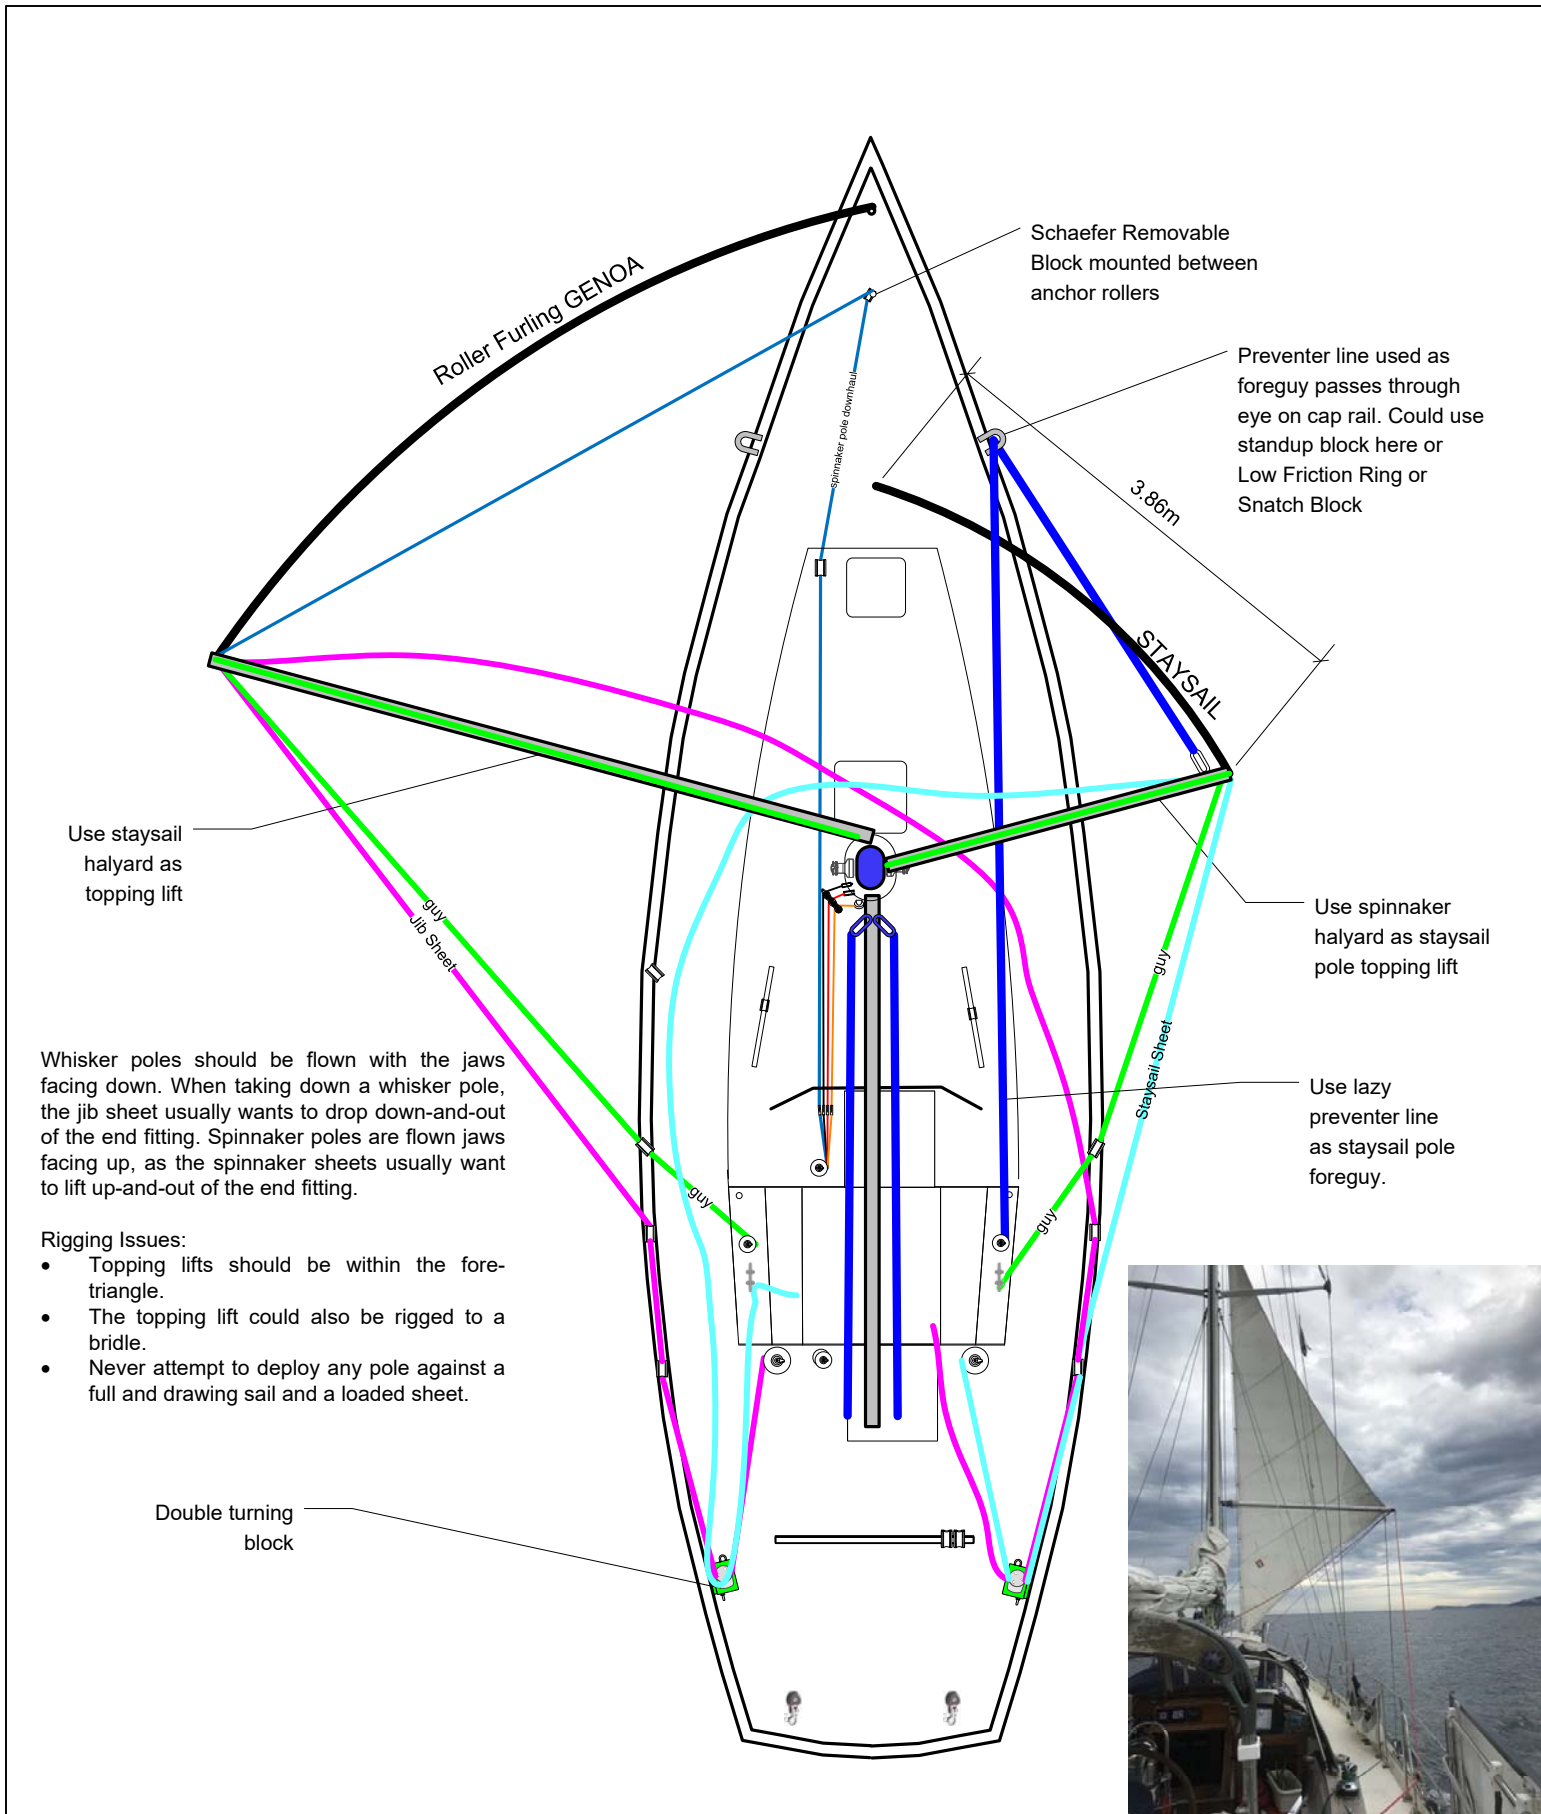 Roller Furling GENOA
Schaefer Removable
Block mounted between
anchor rollers
Preventer line used as
foreguy passes through
eye on cap rail. Could use
standup block here or
Low Friction Ring or
Snatch Block
spinnaker pole downhaul
3.86m
STAYSAIL
Use staysail
halyard as
topping lift
guy
Jib Sheet
Use spinnaker
halyard as staysail
pole topping lift
guy
Staysail Sheet
Whisker poles should be flown with the jaws
facing down. When taking down a whisker pole,
the jib sheet usually wants to drop down-and-out
of the end fitting. Spinnaker poles are flown jaws
facing up, as the spinnaker sheets usually want
to lift up-and-out of the end fitting.
Use lazy
preventer line
as staysail pole
foreguy.
guy
guy
Rigging Issues:
• Topping lifts should be within the fore-
triangle.
• The topping lift could also be rigged to a
bridle.
• Never attempt to deploy any pole against a
full and drawing sail and a loaded sheet.
Double turning
block